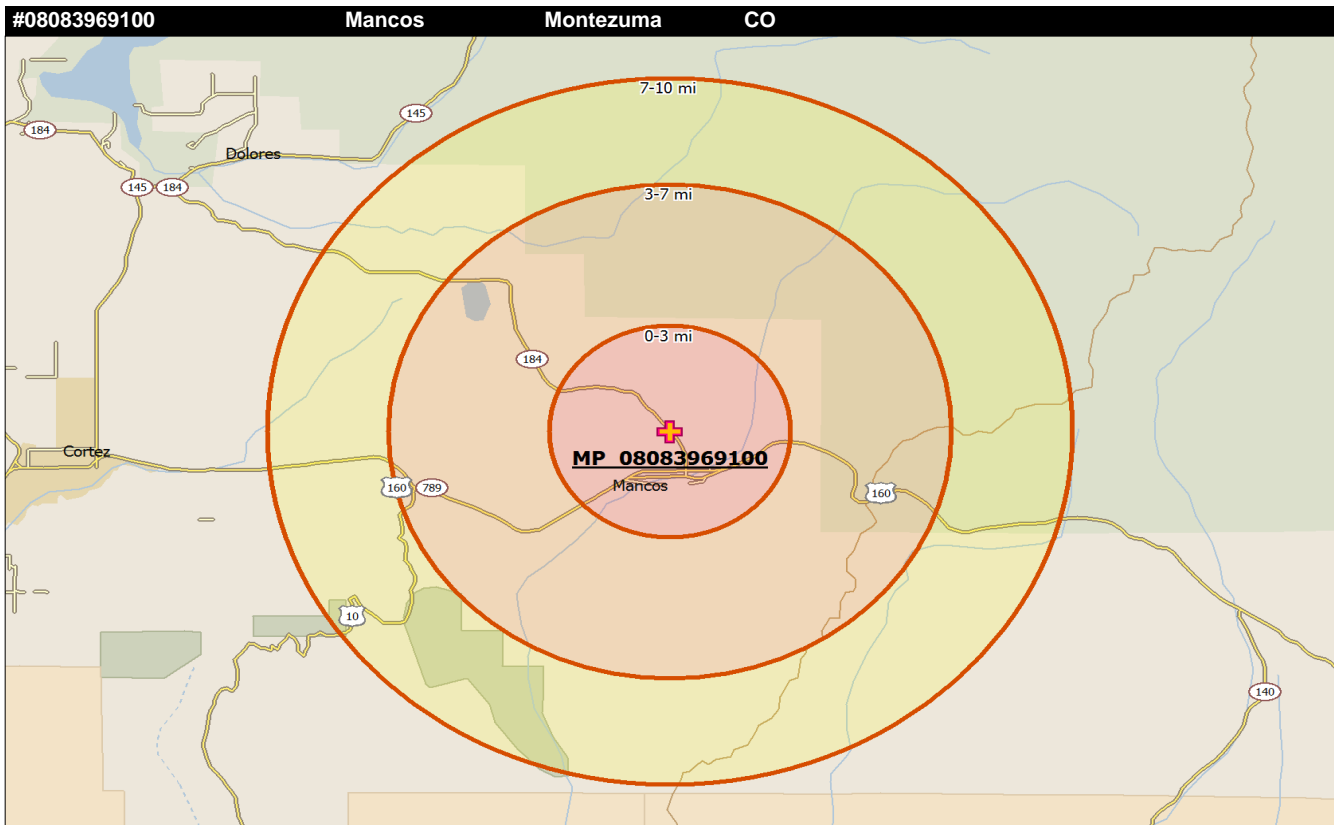 #08083969100 Mancos Montezuma CO
7-10 mi
145
184
Dolores
145 184
3-7 mi
0-3 mi
184
Cortez
MP 08083969100
Mancos
160 789
160
10
140